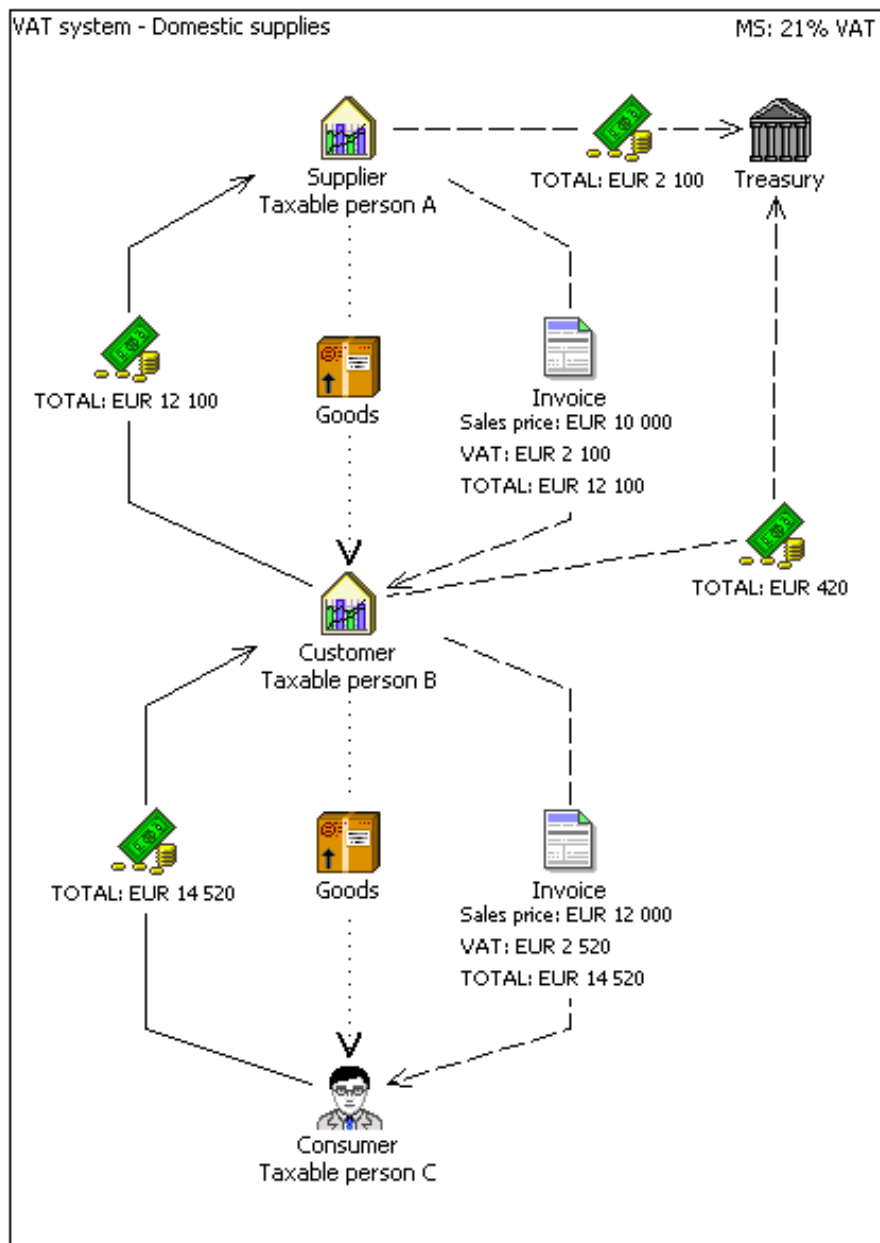 VAT system - Domestic supplies
MS: 21% VAT
Supplier
Taxable person A
TOTAL: EUR 2 100
Treasury
TOTAL: EUR 12 100
Goods
Invoice
Sales price: EUR 10 000
VAT: EUR 2 100
TOTAL: EUR 12 100
TOTAL: EUR 420
Customer
Taxable person B
TOTAL: EUR 14 520
Goods
Invoice
Sales price: EUR 12 000
VAT: EUR 2 520
TOTAL: EUR 14 520
Consumer
Taxable person C